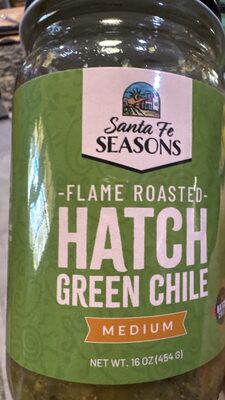 Santa Fe
SEASONS
-FLAME ROASTED-
HATCH
GREEN CHILE
MEDIUM
NET WT. 16 OZ (454 G)